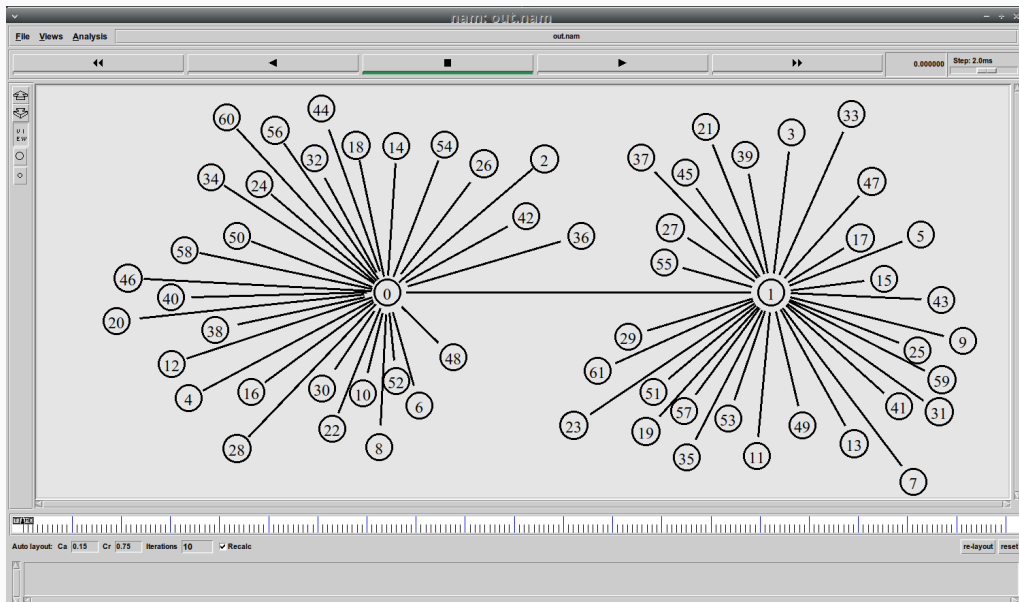 nam: out.nam
File Views Analysis out.nam
0.000000 Step: 2.0ms
VIEW
60 44 56 18 14 54 32 26 2 34 24 42 50 36 58 46 40 0 20 38 12 48 4 16 30 10 52 6 22 28 8
21 3 33 37 39 45 47 27 17 5 55 15 1 43 29 9 25 61 59 51 23 57 41 31 19 53 49 13 35 11 7
Auto layout: Ca 0.15 Cr 0.75 Iterations 10 Recalc re-layout reset